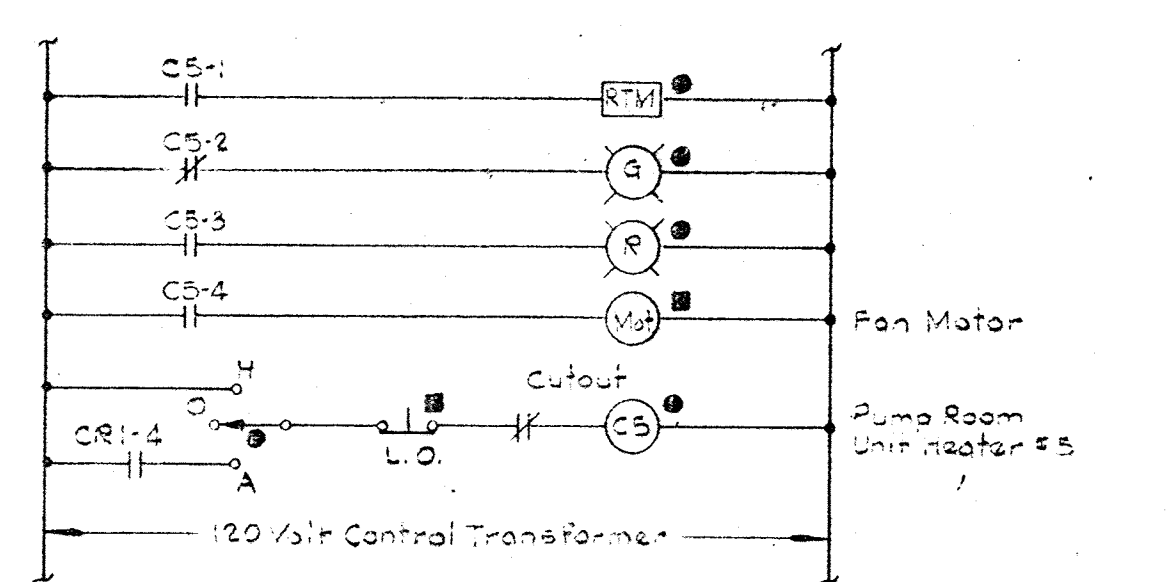 C5-1
RTM
C5-2
G
C5-3
R
C5-4
Mot
Fan Motor
H
Cutout
O
C5
Pump Room
CR1-4
Unit Heater #5
L.O.
A
120 Volt Control Transformer